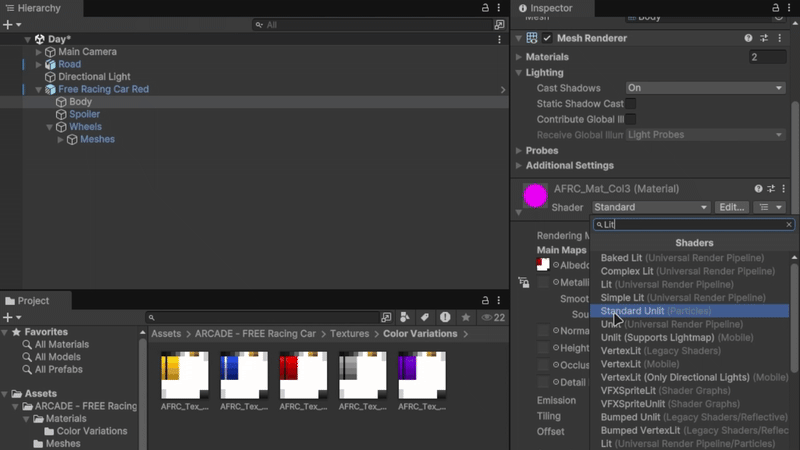 Hierarchy
All
Day*
Main Camera
Road
Directional Light
Free Racing Car Red
Body
Spoiler
Wheels
Meshes
Project
22
Favorites
All Materials
All Models
All Prefabs
Assets
ARCADE - FREE Racing
Materials
Color Variations
Meshes
Assets > ARCADE - FREE Racing Car > Textures > Color Variations
AFRC_Tex_...
AFRC_Tex_...
AFRC_Tex_...
AFRC_Tex_...
AFRC_Tex_...
Inspector
Mesh
Body
Mesh Renderer
Materials
2
Lighting
Cast Shadows
On
Static Shadow Cast
Contribute Global Ill
Receive Global Illum
Light Probes
Probes
Additional Settings
AFRC_Mat_Col3 (Material)
Shader
Standard
Edit...
Lit
Shaders
Baked Lit (Universal Render Pipeline)
Complex Lit (Universal Render Pipeline)
Lit (Universal Render Pipeline)
Simple Lit (Universal Render Pipeline)
Standard Unlit (Particles)
Unlit (Universal Render Pipeline)
Unlit (Supports Lightmap) (Mobile)
VertexLit (Legacy Shaders)
VertexLit (Mobile)
VertexLit (Only Directional Lights) (Mobile)
VFXSpriteLit (Shader Graphs)
VFXSpriteUnlit (Shader Graphs)
Bumped Unlit (Legacy Shaders/Reflective)
Bumped VertexLit (Legacy Shaders/Reflec
Lit (Universal Render Pipeline/Particles)
Rendering M
Main Maps
Albedo
Metalli
Smoot
Sou
Norma
Height
Occlus
Detail
Emission
Tiling
Offset